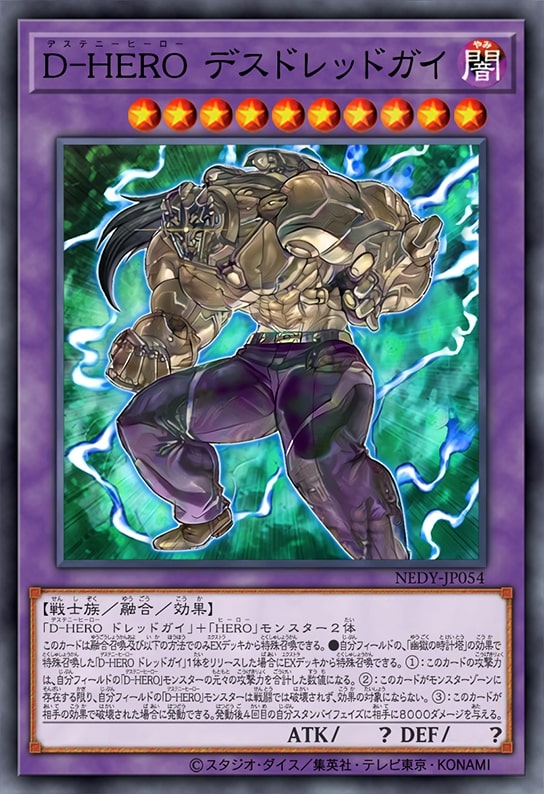 デステニーヒーロー
D-HERO デスドレッドガイ
やみ
闇
NEDY-JP054
【戦士族／融合／効果】
「D-HERO ドレッドガイ」＋「HERO」モンスター２体
このカードは融合召喚及び以下の方法でのみEXデッキから特殊召喚できる。●自分フィールドの、「幽獄の時計塔」の効果で
特殊召喚した「D-HERO ドレッドガイ」1体をリリースした場合にEXデッキから特殊召喚できる。①：このカードの攻撃力
は、自分フィールドの「D-HERO」モンスターの元々の攻撃力を合計した数値になる。②：このカードがモンスターゾーンに
存在する限り、自分フィールドの「D-HERO」モンスターは戦闘では破壊されず、効果の対象にならない。③：このカードが
相手の効果で破壊された場合に発動できる。発動後4回目の自分スタンバイフェイズに相手に8000ダメージを与える。
ATK/ ? DEF/ ?
©スタジオ・ダイス／集英社・テレビ東京・KONAMI